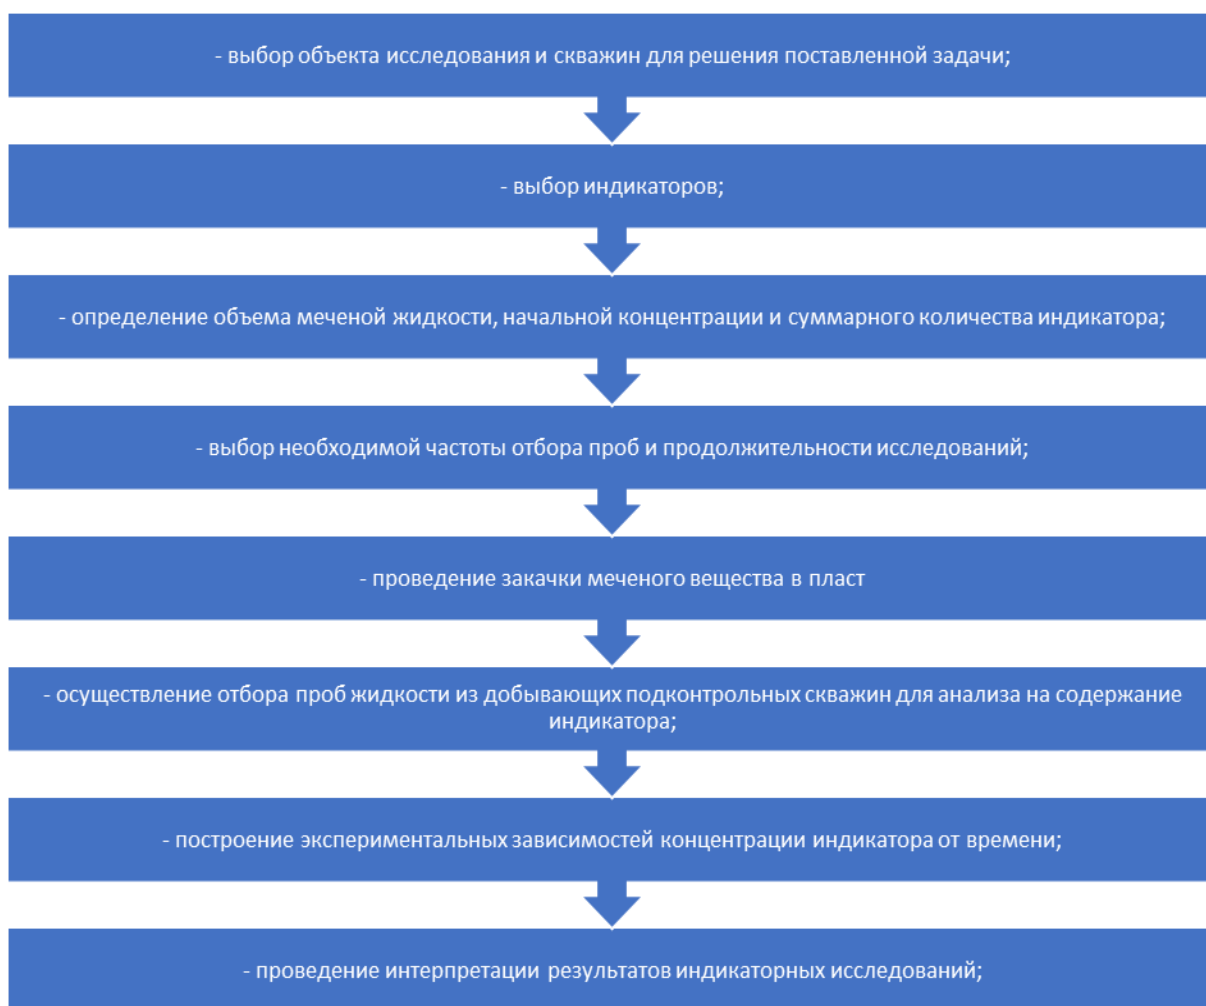 - выбор объекта исследования и скважин для решения поставленной задачи;
- выбор индикаторов;
- определение объема меченой жидкости, начальной концентрации и суммарного количества индикатора;
- выбор необходимой частоты отбора проб и продолжительности исследований;
- проведение закачки меченого вещества в пласт
- осуществление отбора проб жидкости из добывающих подконтрольных скважин для анализа на содержание
индикатора;
- построение экспериментальных зависимостей концентрации индикатора от времени;
- проведение интерпретации результатов индикаторных исследований;